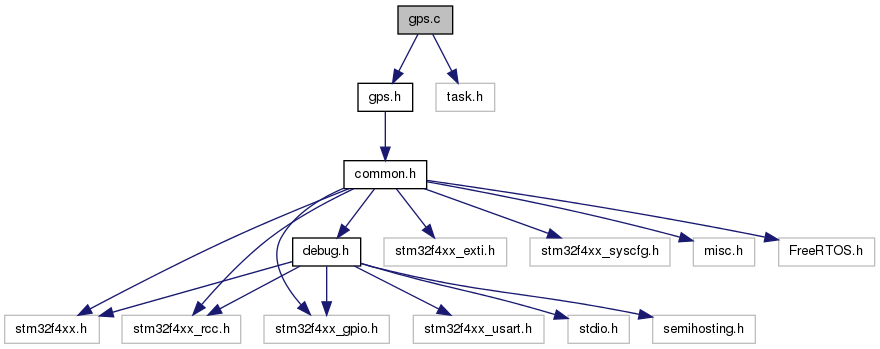 gps.c
gps.h
task.h
common.h
debug.h
stm32f4xx_exti.h
stm32f4xx_syscfg.h
misc.h
FreeRTOS.h
stm32f4xx.h
stm32f4xx_rcc.h
stm32f4xx_gpio.h
stm32f4xx_usart.h
stdio.h
semihosting.h